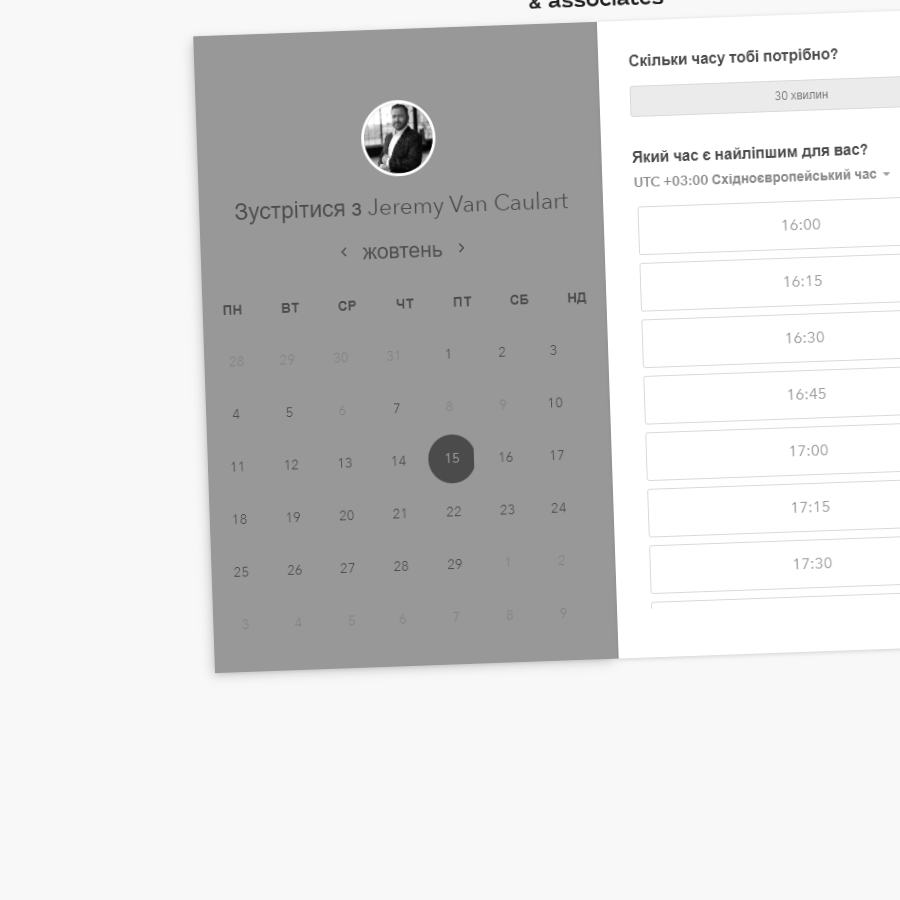 & associates
Зустрітися з Jeremy Van Caulart
жовтень
ПН ВТ СР ЧТ ПТ СБ НД
28 29 30 31 1 2 3
4 5 6 7 8 9 10
11 12 13 14 15 16 17
18 19 20 21 22 23 24
25 26 27 28 29 1 2
3 4 5 6 7 8 9
Скільки часу тобі потрібно?
30 хвилин
Який час є найліпшим для вас?
UTC +03:00 Східноєвропейський час
16:00
16:15
16:30
16:45
17:00
17:15
17:30